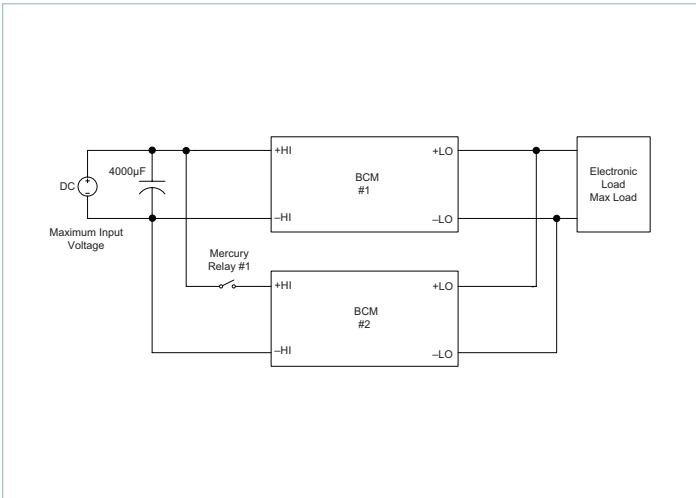 +HI
+LO
4000µF
DC
+
–
BCM
#1
Electronic
Load
Max Load
–HI
–LO
Maximum Input
Voltage
Mercury
Relay #1
+HI
+LO
BCM
#2
–HI
–LO